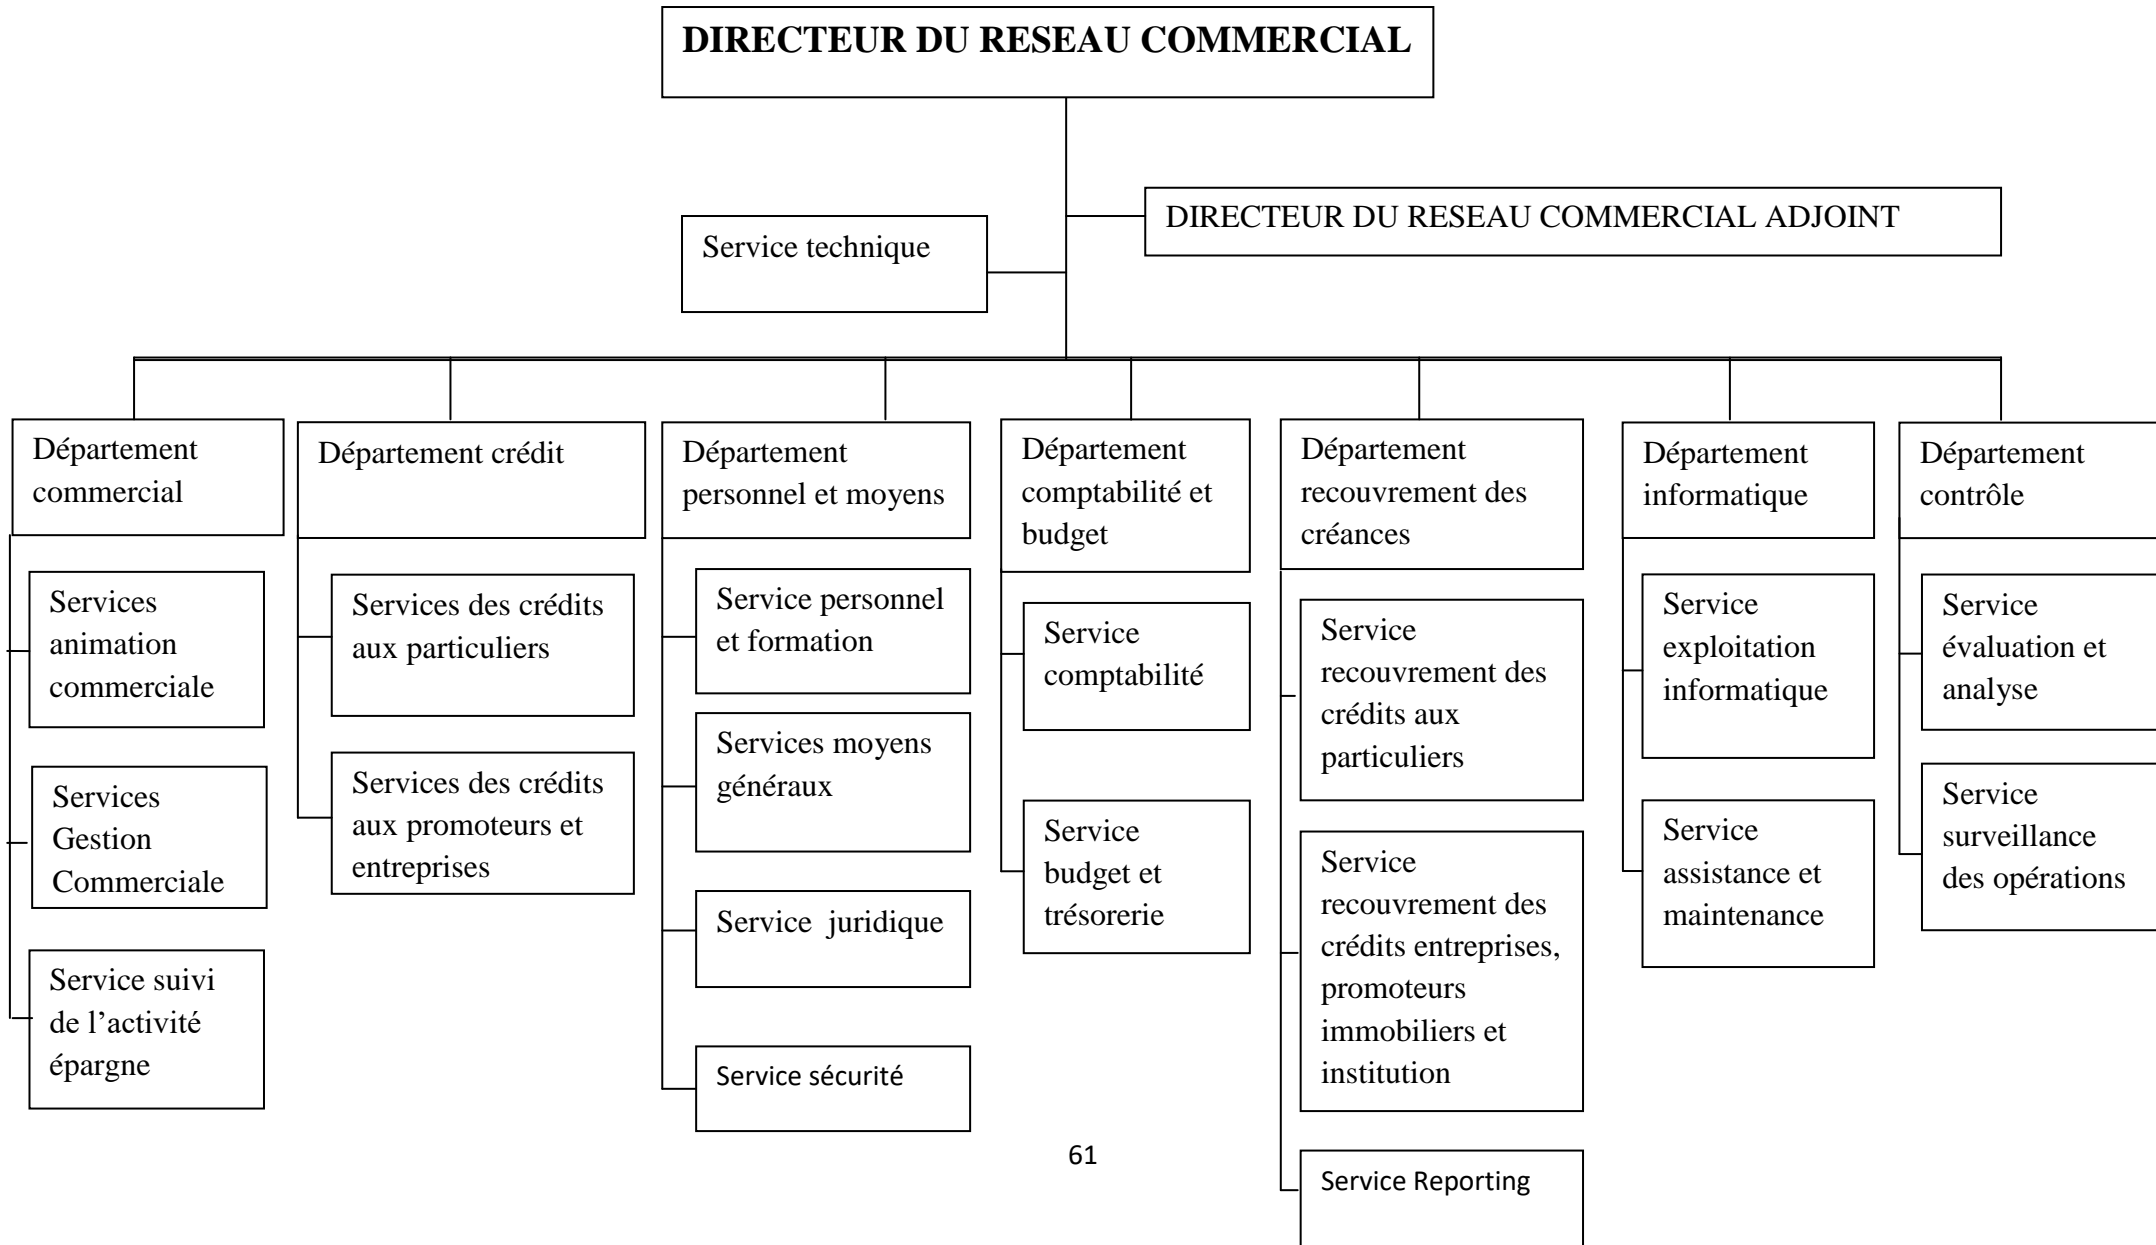 DIRECTEUR DU RESEAU COMMERCIAL
DIRECTEUR DU RESEAU COMMERCIAL ADJOINT
Service technique
Département
commercial
Services
animation
commerciale
Services
Gestion
Commerciale
Service suivi
de l’activité
épargne
Département crédit
Services des crédits
aux particuliers
Services des crédits
aux promoteurs et
entreprises
Département
personnel et moyens
Service personnel
et formation
Services moyens
généraux
Service  juridique
Service sécurité
Département
comptabilité et
budget
Service
comptabilité
Service
budget et
trésorerie
Département
recouvrement des
créances
Service
recouvrement des
crédits aux
particuliers
Service
recouvrement des
crédits entreprises,
promoteurs
immobiliers et
institution
Service Reporting
Département
informatique
Service
exploitation
informatique
Service
assistance et
maintenance
Département
contrôle
Service
évaluation et
analyse
Service
surveillance
des opérations
61